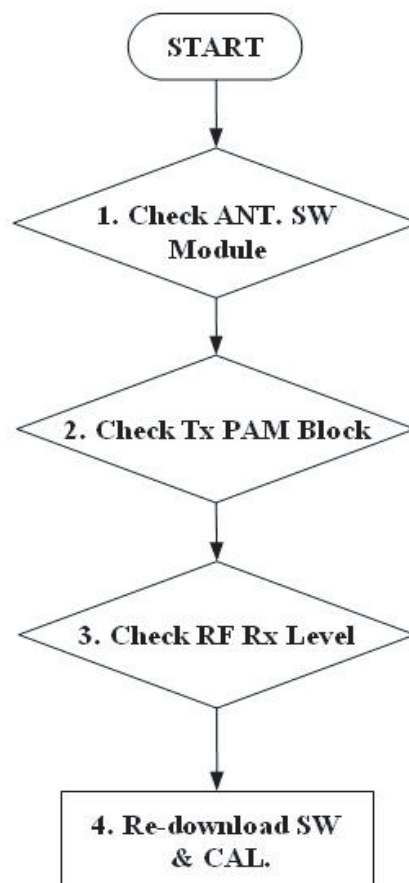 START
1. Check ANT. SW
Module
2. Check Tx PAM Block
3. Check RF Rx Level
4. Re-download SW
& CAL.